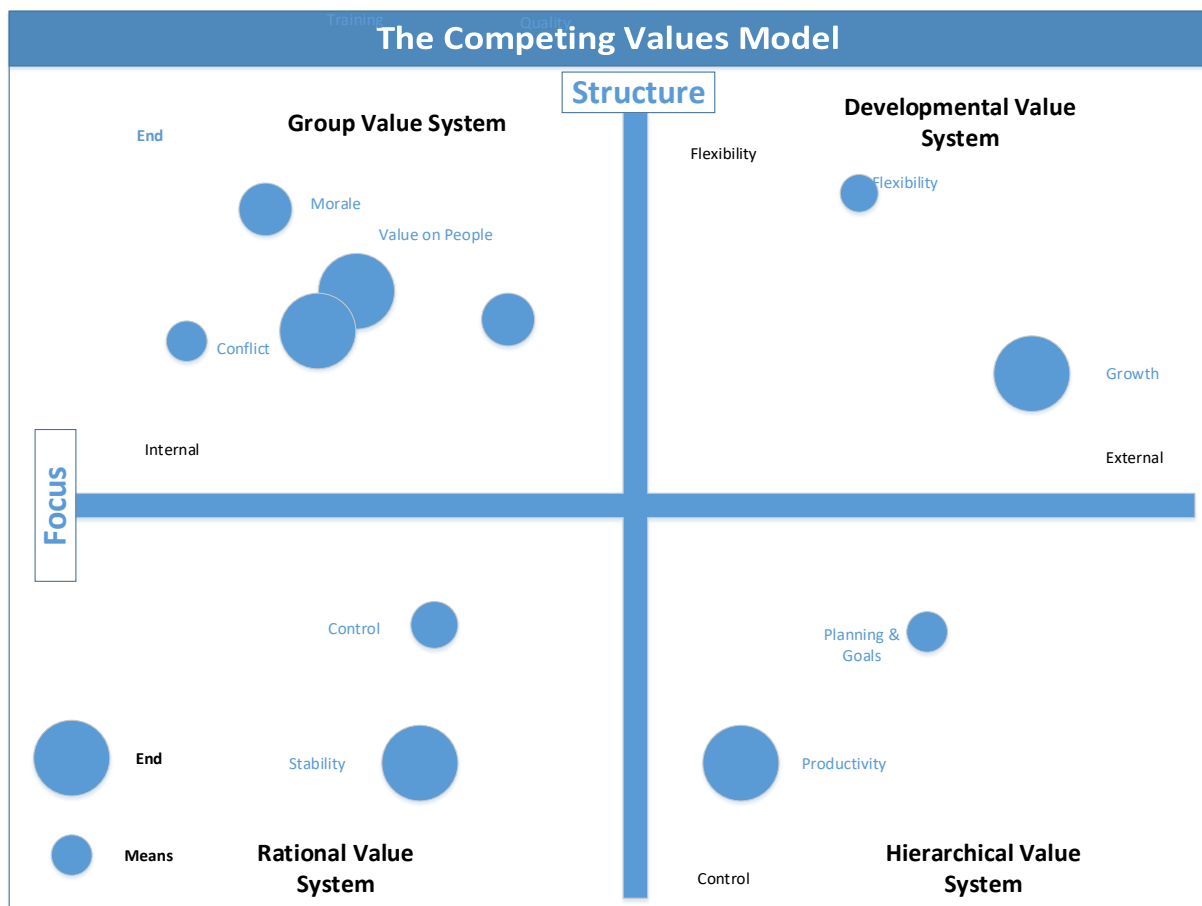 Training
Quality
The Competing Values Model
Structure
Group Value System
Developmental Value
System
End
Flexibility
Flexibility
Morale
Value on People
Conflict
Growth
Internal
External
Focus
Control
Planning &
Goals
End
Stability
Productivity
Means
Rational Value
System
Hierarchical Value
System
Control